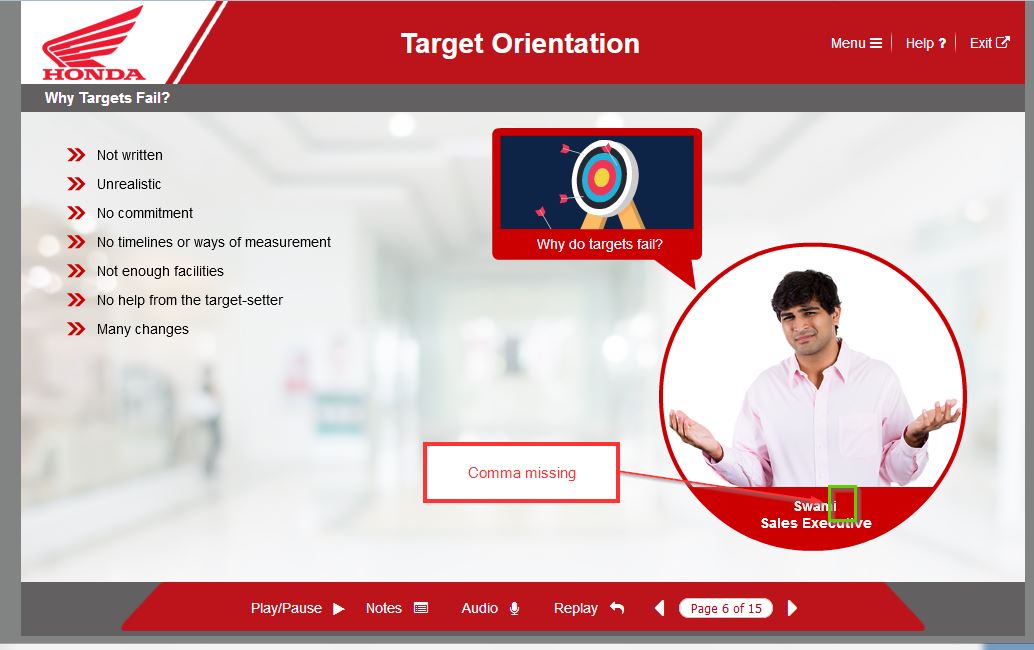 HONDA
Target Orientation
Menu
Help ?
Exit
Why Targets Fail?
Not written
Unrealistic
No commitment
No timelines or ways of measurement
Not enough facilities
No help from the target-setter
Many changes
Why do targets fail?
Comma missing
Swami
Sales Executive
Play/Pause
Notes
Audio
Replay
Page 6 of 15